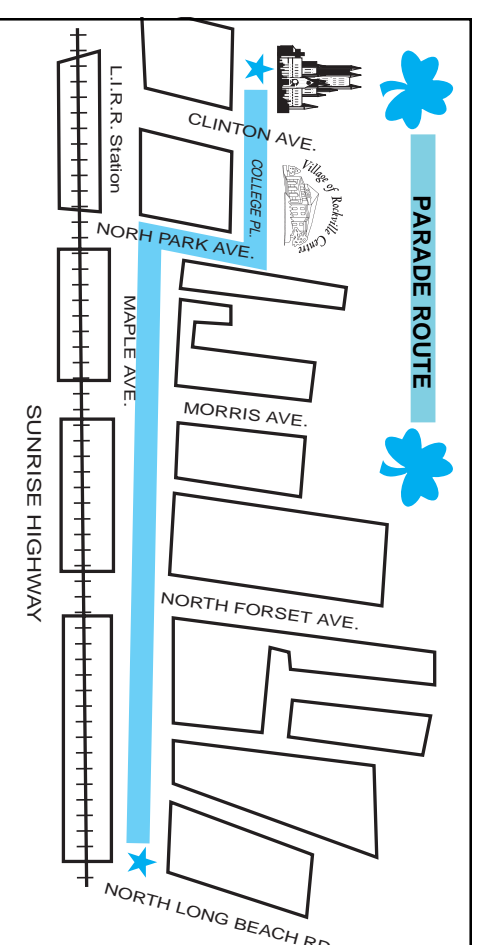 PARADE ROUTE
Village of Rockville Centre
CLINTON AVE.
COLLEGE PL.
NORH PARK AVE.
L.I.R.R. Station
MAPLE AVE.
MORRIS AVE.
SUNRISE HIGHWAY
NORTH FORSET AVE.
NORTH LONG BEACH RD